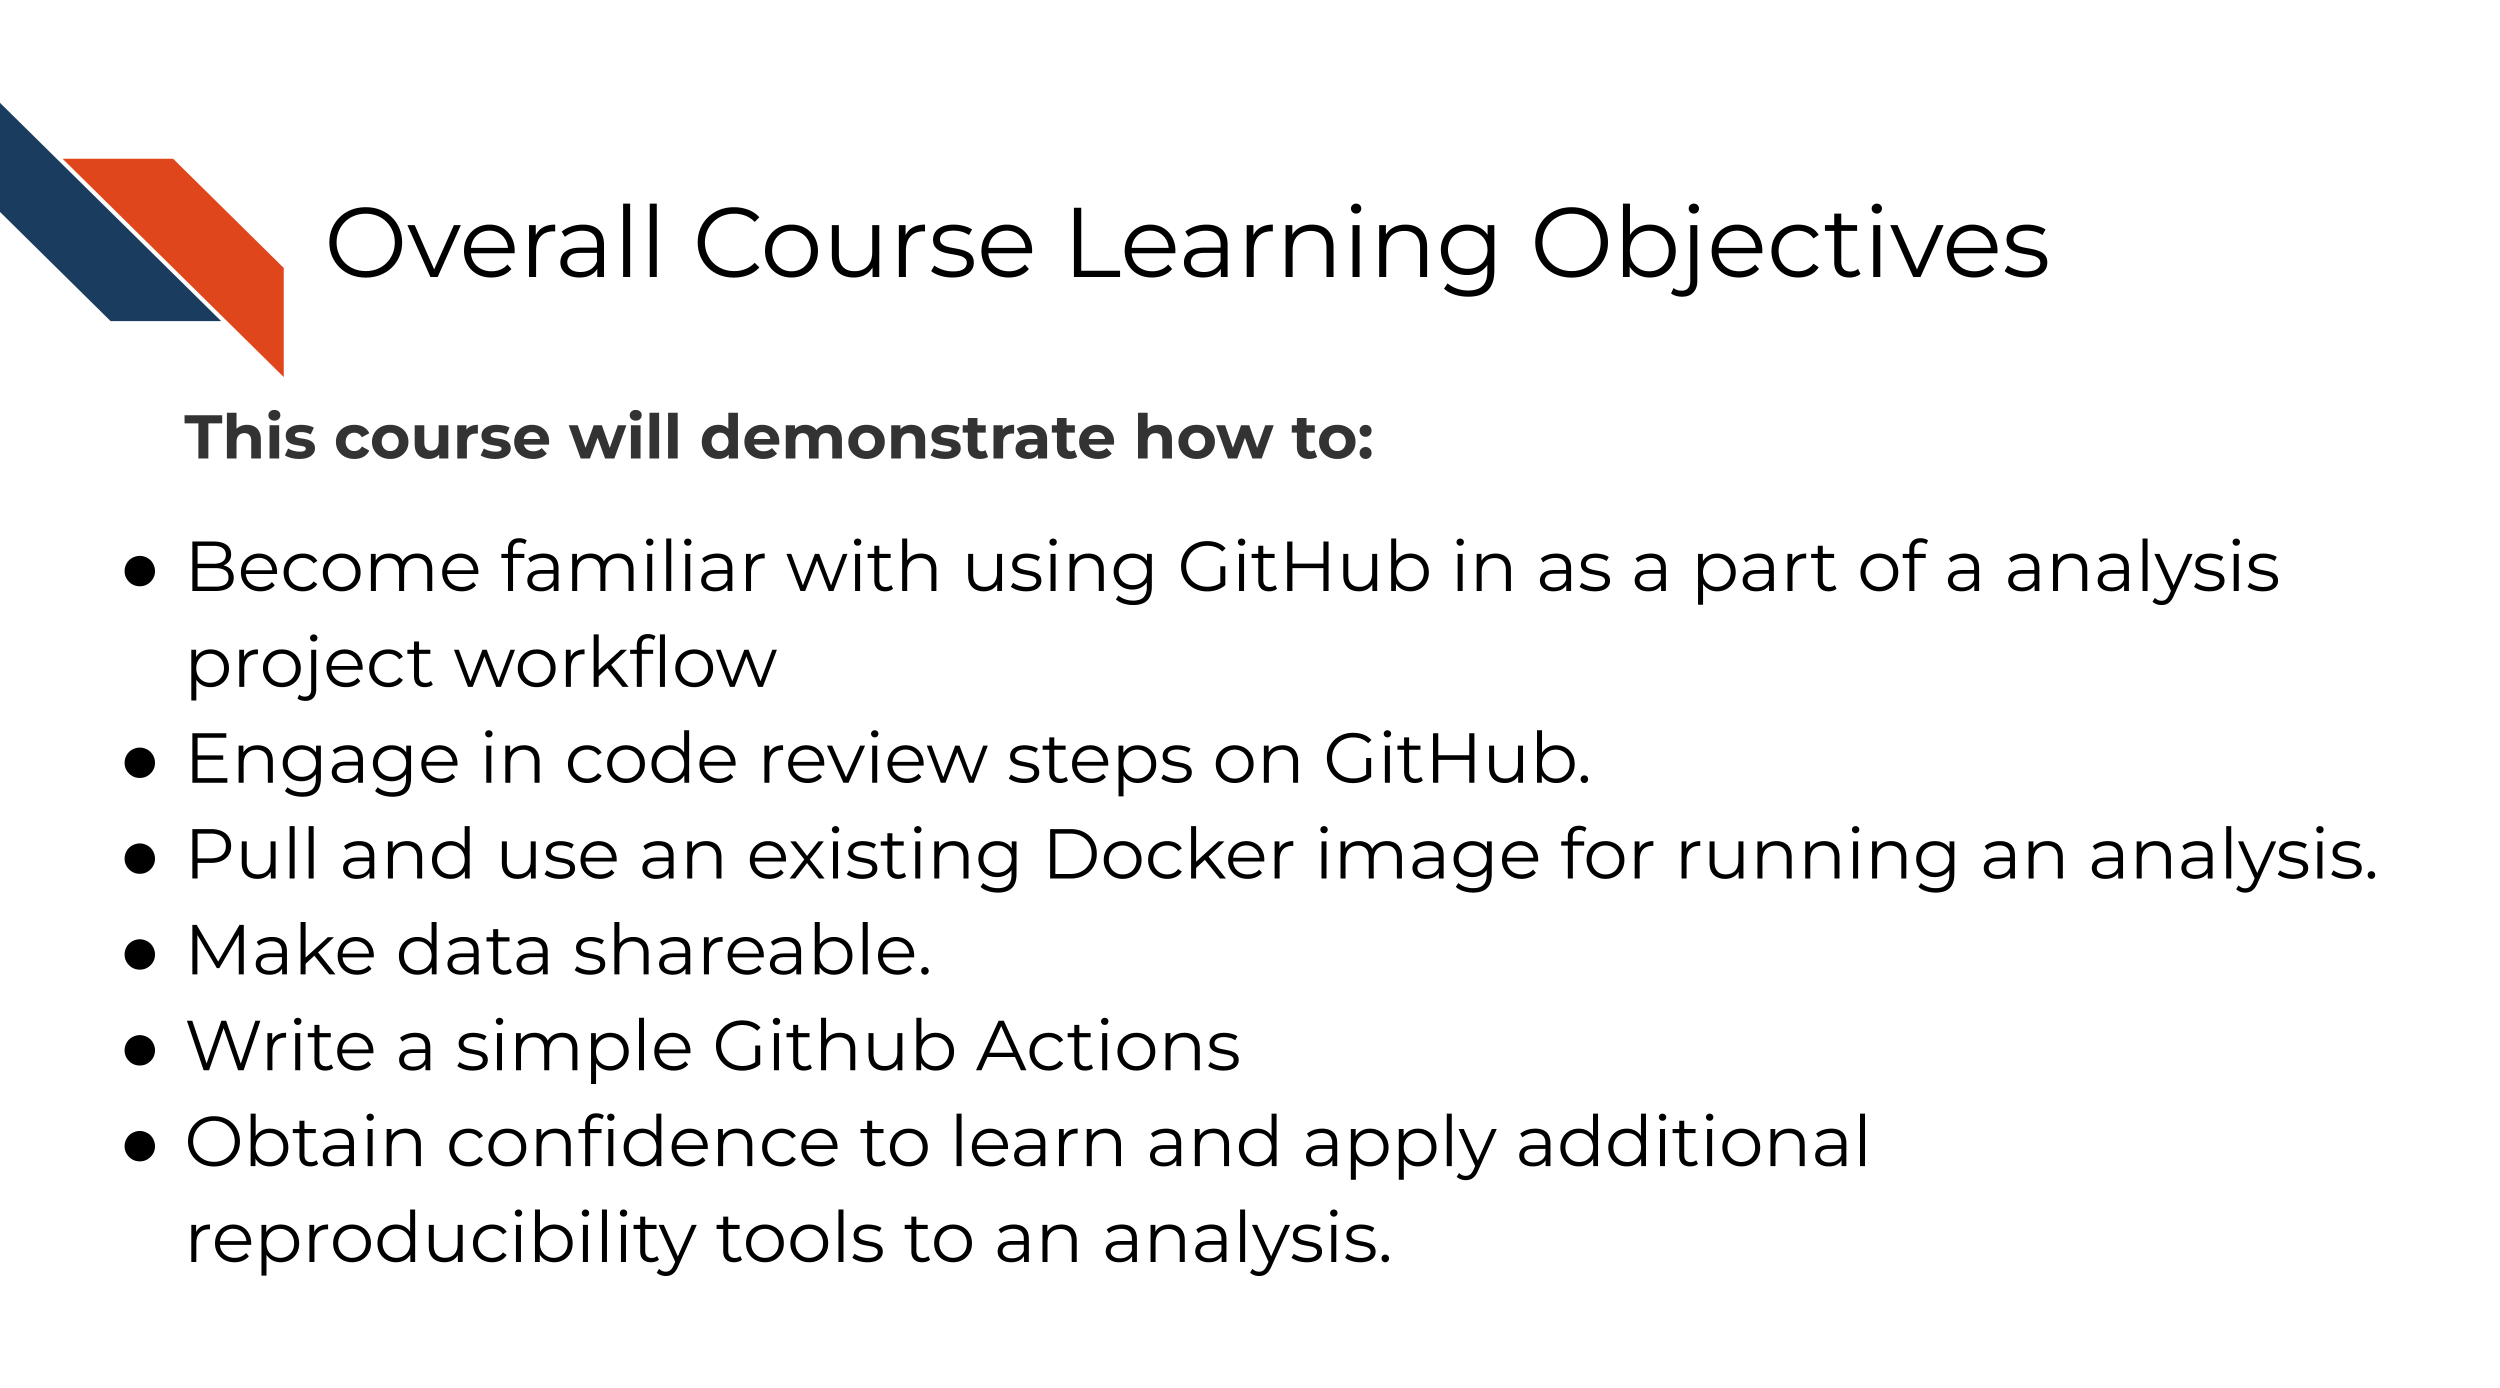 Overall Course Learning Objectives
This course will demonstrate how to:
● Become familiar with using GitHub in as a part of a analysis
project workflow
● Engage in code review steps on GitHub.
● Pull and use an existing Docker image for running an analysis.
● Make data shareable.
● Write a simple Github Actions
● Obtain confidence to learn and apply additional
reproducibility tools to an analysis.